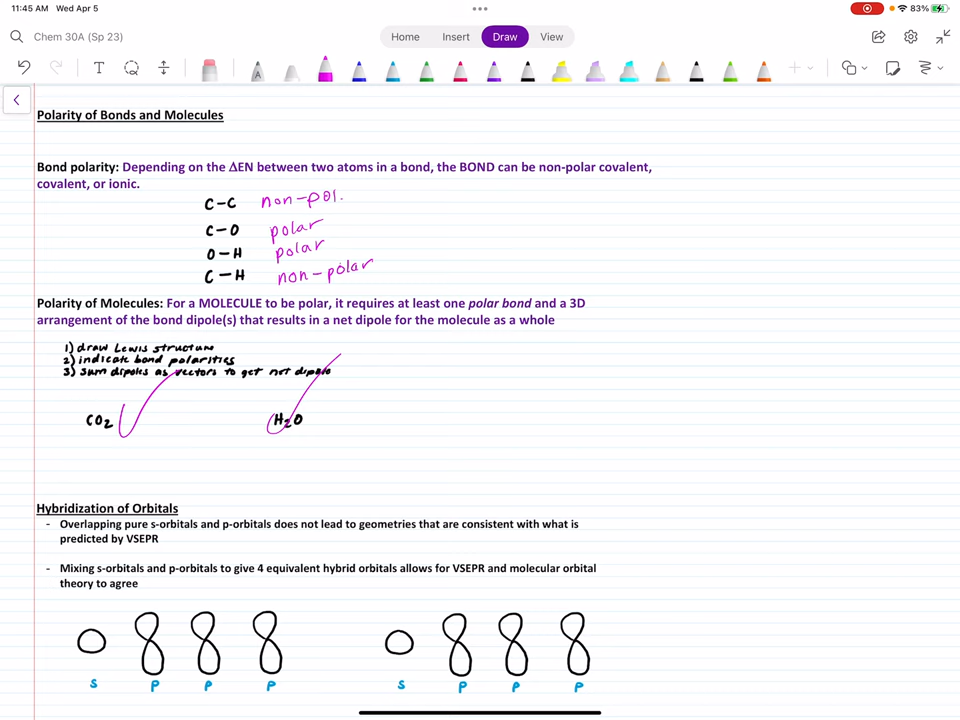 11:45 AM Wed Apr 5
83%
Chem 30A (Sp 23)
Home Insert Draw View
T
A
Polarity of Bonds and Molecules
Bond polarity: Depending on the ΔEN between two atoms in a bond, the BOND can be non-polar covalent,
covalent, or ionic.
C-C non-pol.
C-O polar
O-H polar
C-H non-polar
Polarity of Molecules: For a MOLECULE to be polar, it requires at least one polar bond and a 3D
arrangement of the bond dipole(s) that results in a net dipole for the molecule as a whole
1) draw Lewis structure
2) indicate bond polarities
3) sum dipoles as vectors to get net dipole
CO2 H2O
Hybridization of Orbitals
- Overlapping pure s-orbitals and p-orbitals does not lead to geometries that are consistent with what is
predicted by VSEPR
- Mixing s-orbitals and p-orbitals to give 4 equivalent hybrid orbitals allows for VSEPR and molecular orbital
theory to agree
s p p p s p p p